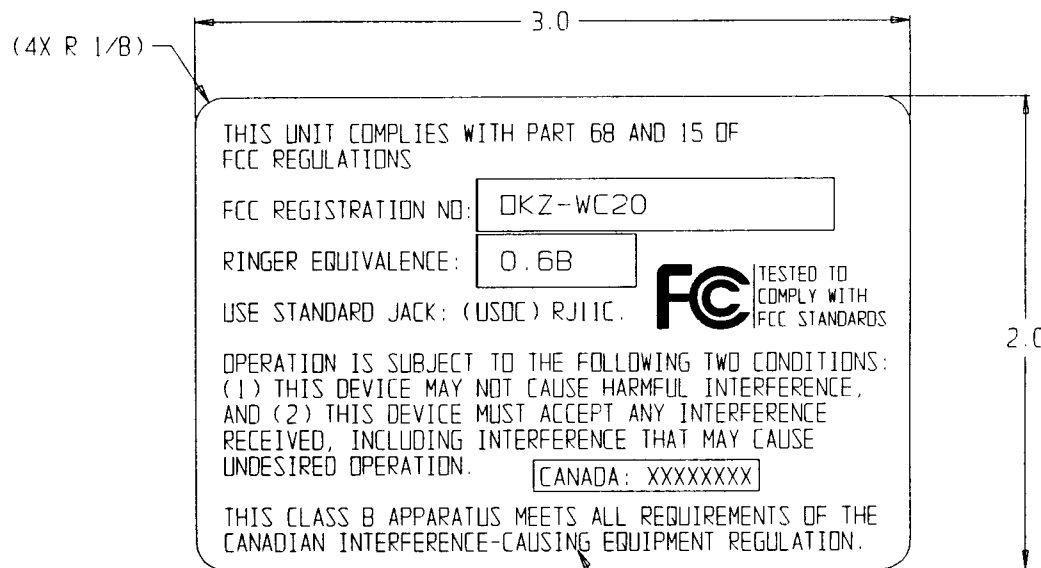 3.0
(4X R 1/8)
THIS UNIT COMPLIES WITH PART 68 AND 15 OF
FCC REGULATIONS
FCC REGISTRATION NO: OKZ-WC20
RINGER EQUIVALENCE: 0.6B
USE STANDARD JACK: (USOC) RJ11C.
FC
TESTED TO
COMPLY WITH
FCC STANDARDS
2.0
OPERATION IS SUBJECT TO THE FOLLOWING TWO CONDITIONS:
(1) THIS DEVICE MAY NOT CAUSE HARMFUL INTERFERENCE,
AND (2) THIS DEVICE MUST ACCEPT ANY INTERFERENCE
RECEIVED, INCLUDING INTERFERENCE THAT MAY CAUSE
UNDESIRED OPERATION.
CANADA: XXXXXXXX
THIS CLASS B APPARATUS MEETS ALL REQUIREMENTS OF THE
CANADIAN INTERFERENCE-CAUSING EQUIPMENT REGULATION.